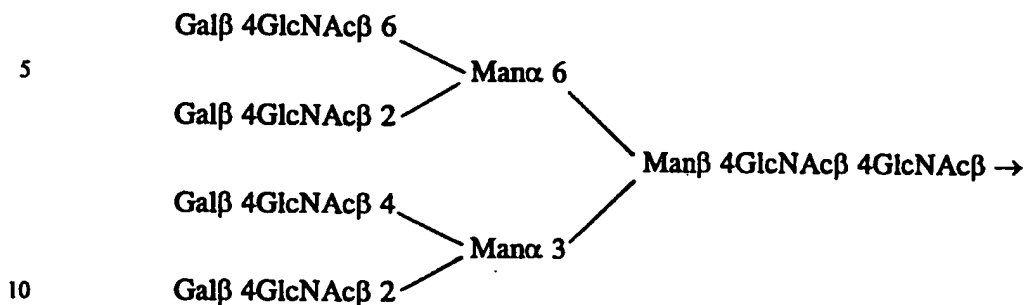 Galβ 4GlcNAcβ 6
5 Manα 6
Galβ 4GlcNAcβ 2
Manβ 4GlcNAcβ 4GlcNAcβ →
Galβ 4GlcNAcβ 4
Manα 3
10 Galβ 4GlcNAcβ 2